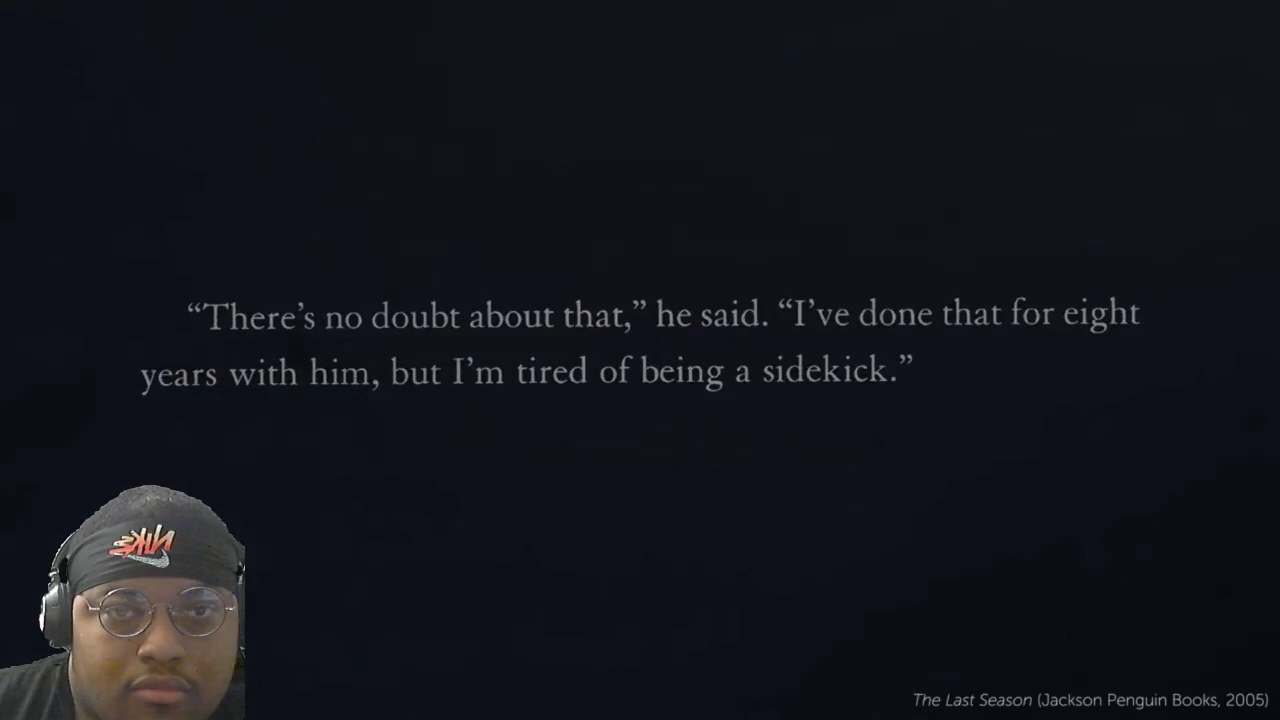 “There’s no doubt about that,” he said. “I’ve done that for eight
years with him, but I’m tired of being a sidekick.”
NIKE
The Last Season (Jackson Penguin Books, 2005)